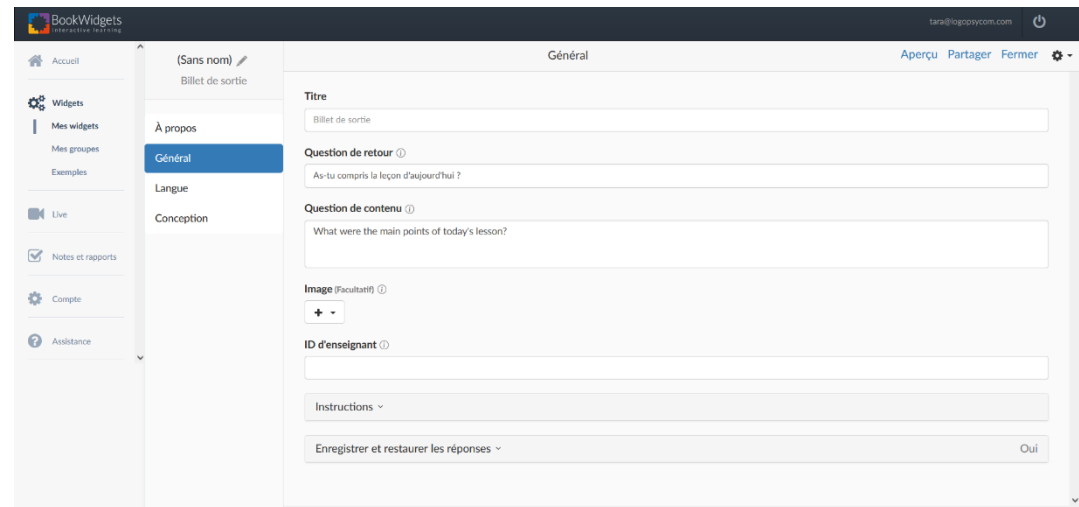 BookWidgets
interactive learning
tara@logopsycom.com
Accueil
Widgets
Mes widgets
Mes groupes
Exemples
Live
Notes et rapports
Compte
Assistance
(Sans nom)
Billet de sortie
À propos
Général
Langue
Conception
Général
Aperçu Partager Fermer
Titre
Billet de sortie
Question de retour
As-tu compris la leçon d'aujourd'hui ?
Question de contenu
What were the main points of today's lesson?
Image (Facultatif)
ID d'enseignant
Instructions
Enregistrer et restaurer les réponses Oui